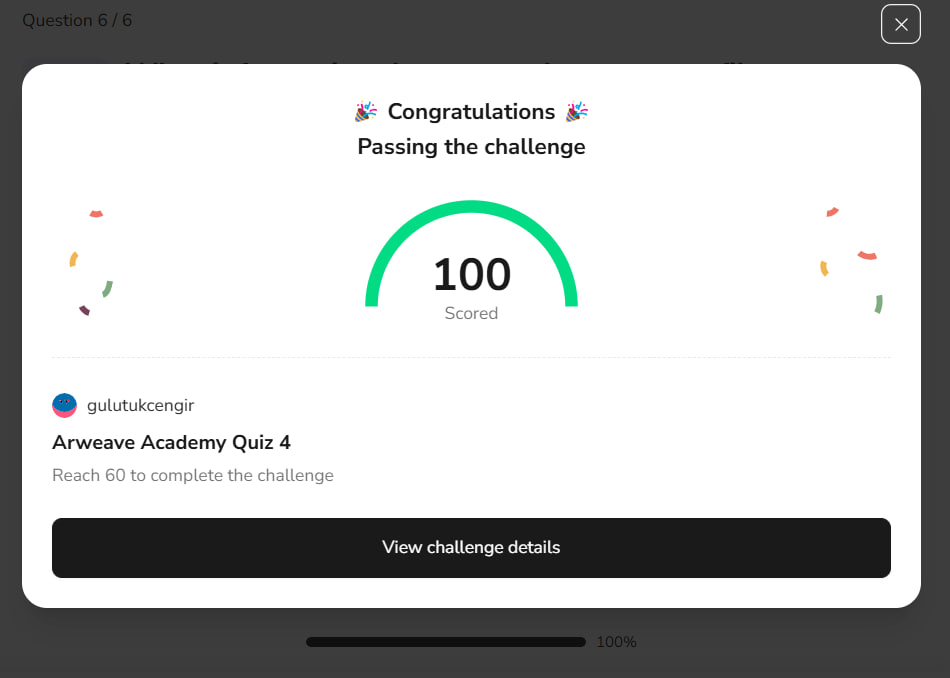 Question 6 / 6
🎉 Congratulations 🎉
Passing the challenge
100
Scored
gulutukcengir
Arweave Academy Quiz 4
Reach 60 to complete the challenge
View challenge details
100%